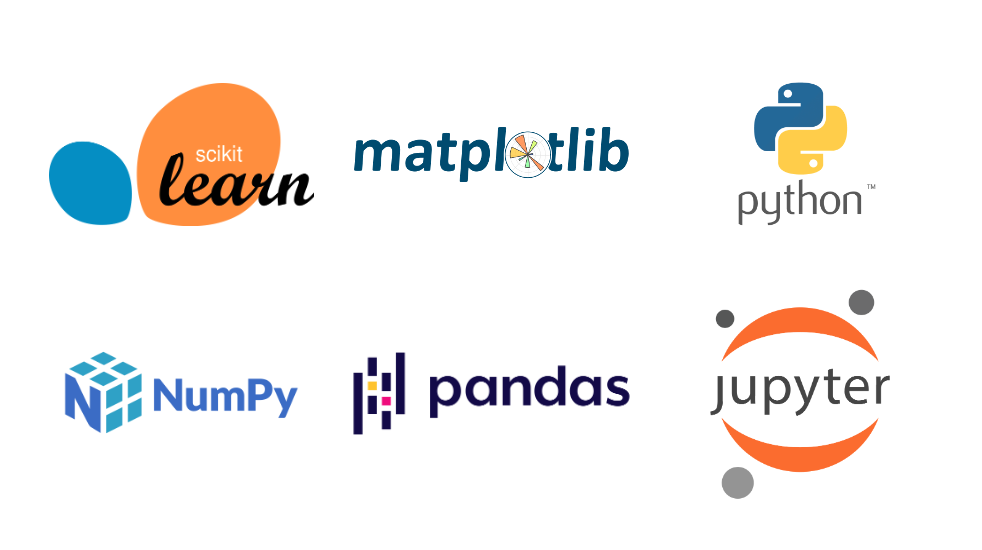 scikit
learn
matplotlib
python™
NumPy
pandas
jupyter